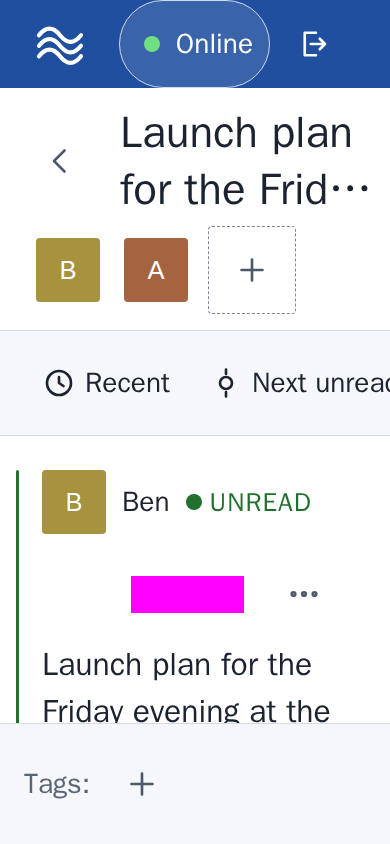 Online
Launch plan
for the Frid···
B A
Recent Next unread
B Ben UNREAD
Launch plan for the
Friday evening at the
Tags: